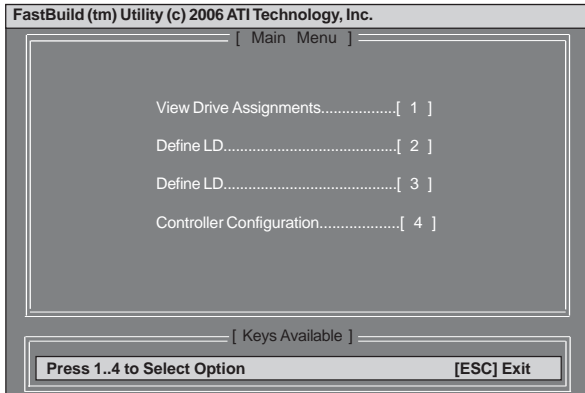 FastBuild (tm) Utility (c) 2006 ATI Technology, Inc.
[ Main Menu ]
View Drive Assignments..................[ 1 ]
Define LD.........................................[ 2 ]
Define LD.........................................[ 3 ]
Controller Configuration...................[ 4 ]
[ Keys Available ]
Press 1..4 to Select Option [ESC] Exit